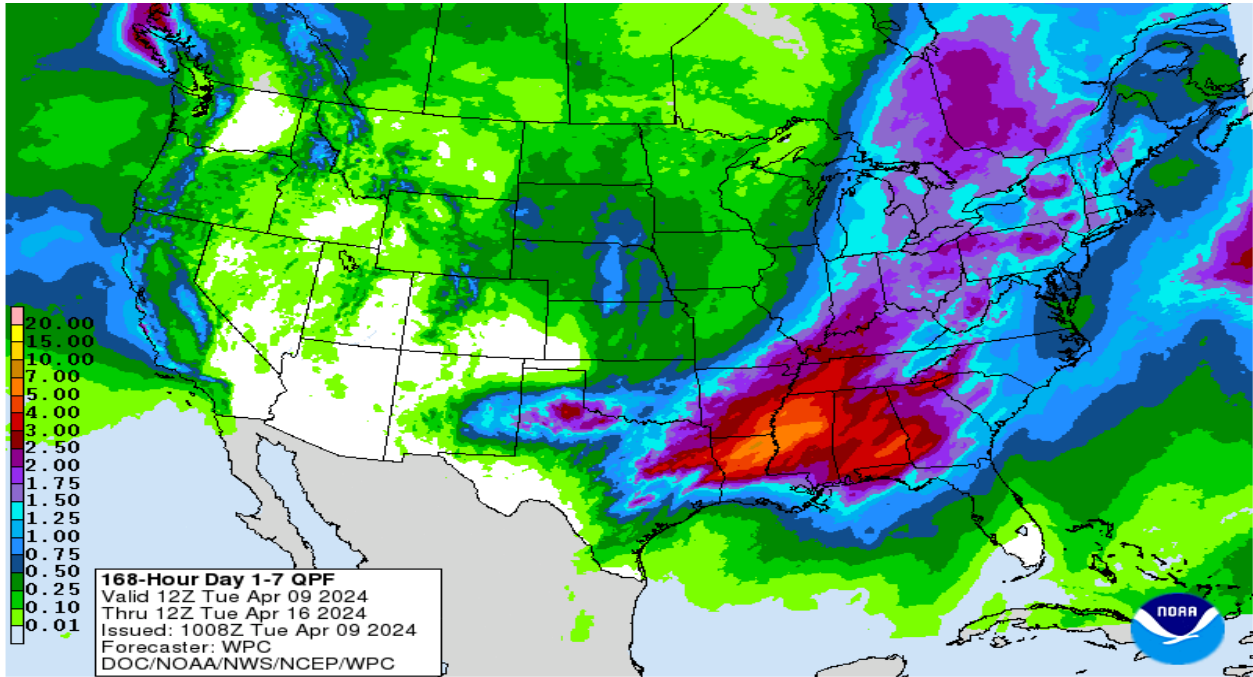 20.00
15.00
10.00
7.00
5.00
4.00
3.00
2.50
2.00
1.75
1.50
1.25
1.00
0.75
0.50
0.25
0.10
0.01
168-Hour Day 1-7 QPF
Valid 12Z Tue Apr 09 2024
Thru 12Z Tue Apr 16 2024
Issued: 1008Z Tue Apr 09 2024
Forecaster: WPC
DOC/NOAA/NWS/NCEP/WPC
NOAA